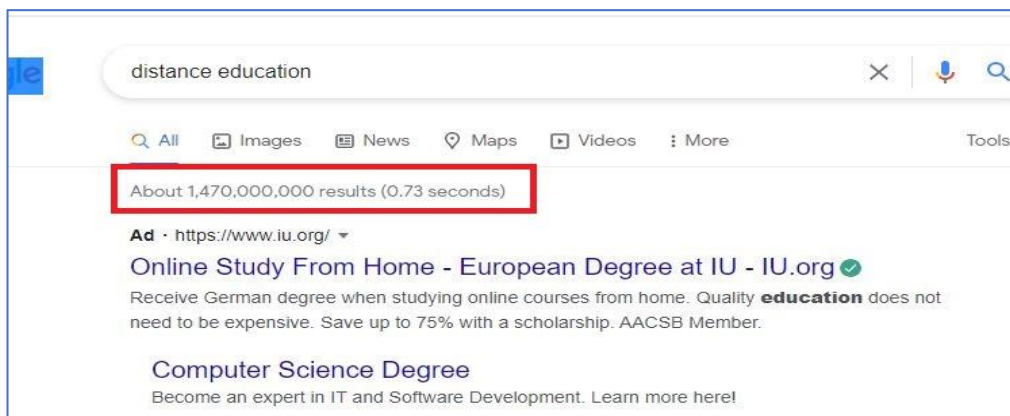 gle
distance education
All Images News Maps Videos More Tools
About 1,470,000,000 results (0.73 seconds)
Ad · https://www.iu.org/
Online Study From Home - European Degree at IU - IU.org
Receive German degree when studying online courses from home. Quality education does not
need to be expensive. Save up to 75% with a scholarship. AACSB Member.
Computer Science Degree
Become an expert in IT and Software Development. Learn more here!